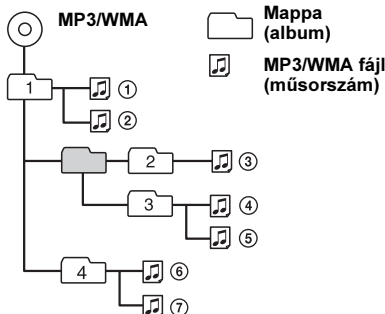 MP3/WMA
Mappa
(album)
MP3/WMA fájl
(műsorszám)
1
①
②
2
③
3
④
⑤
4
⑥
⑦